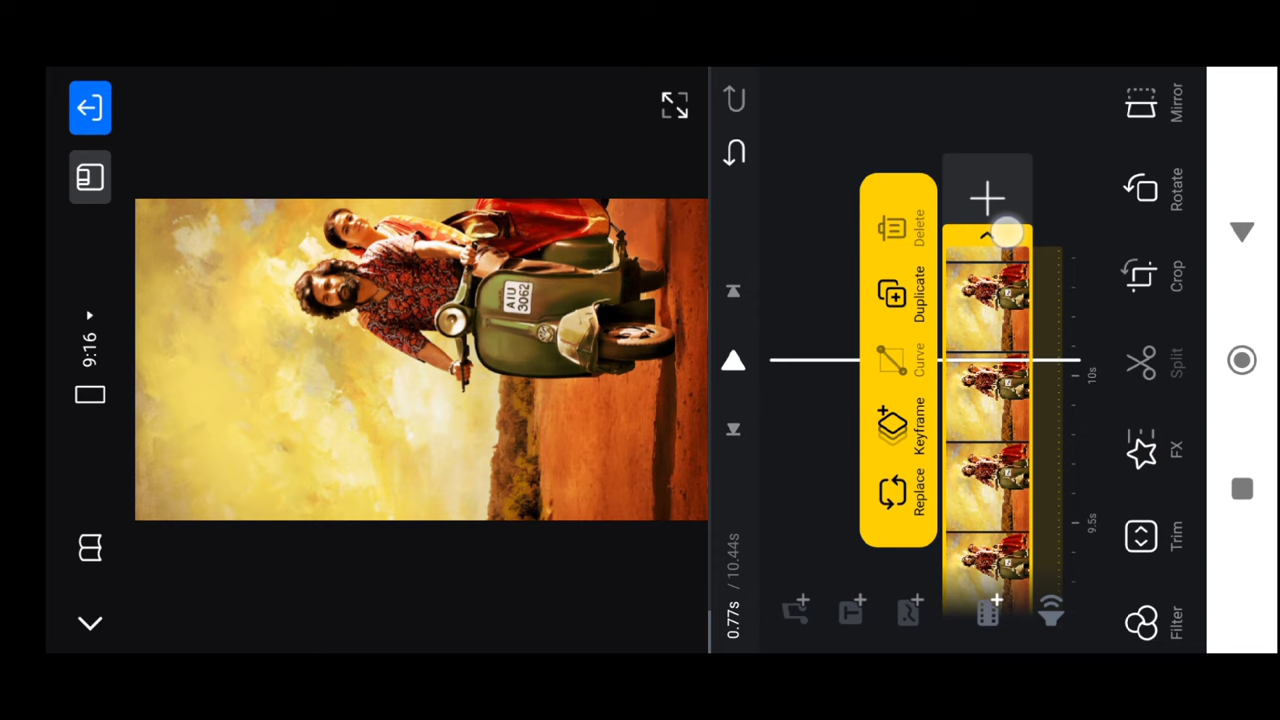 9:16
AIU
3062
0.77s / 10.44s
Replace
Keyframe
Curve
Duplicate
Delete
9.5s
10s
Filter
Trim
FX
Split
Crop
Rotate
Mirror